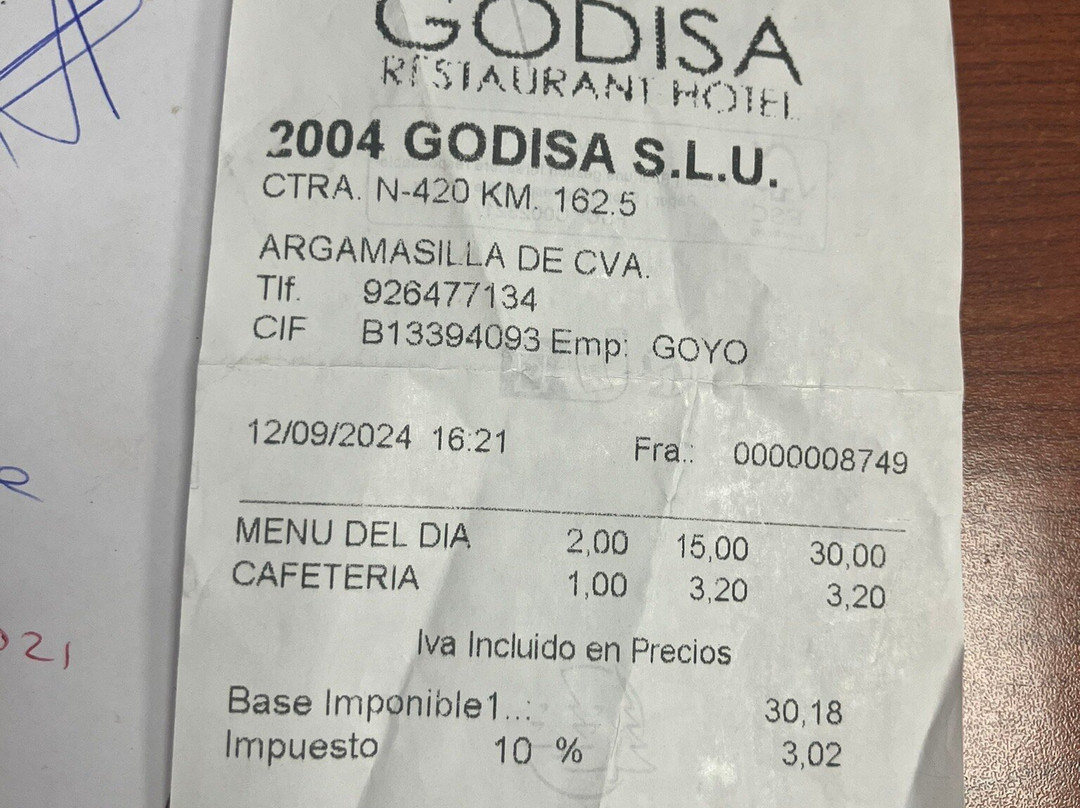 GODISA
RESTAURANT HOTEL
2004 GODISA S.L.U.
CTRA. N-420 KM. 162.5
ARGAMASILLA DE CVA.
Tlf. 926477134
CIF B13394093 Emp: GOYO
12/09/2024 16:21 Fra.: 0000008749
MENU DEL DIA 2,00 15,00 30,00
CAFETERIA 1,00 3,20 3,20
Iva Incluido en Precios
Base Imponible1...: 30,18
Impuesto 10 % 3,02
021